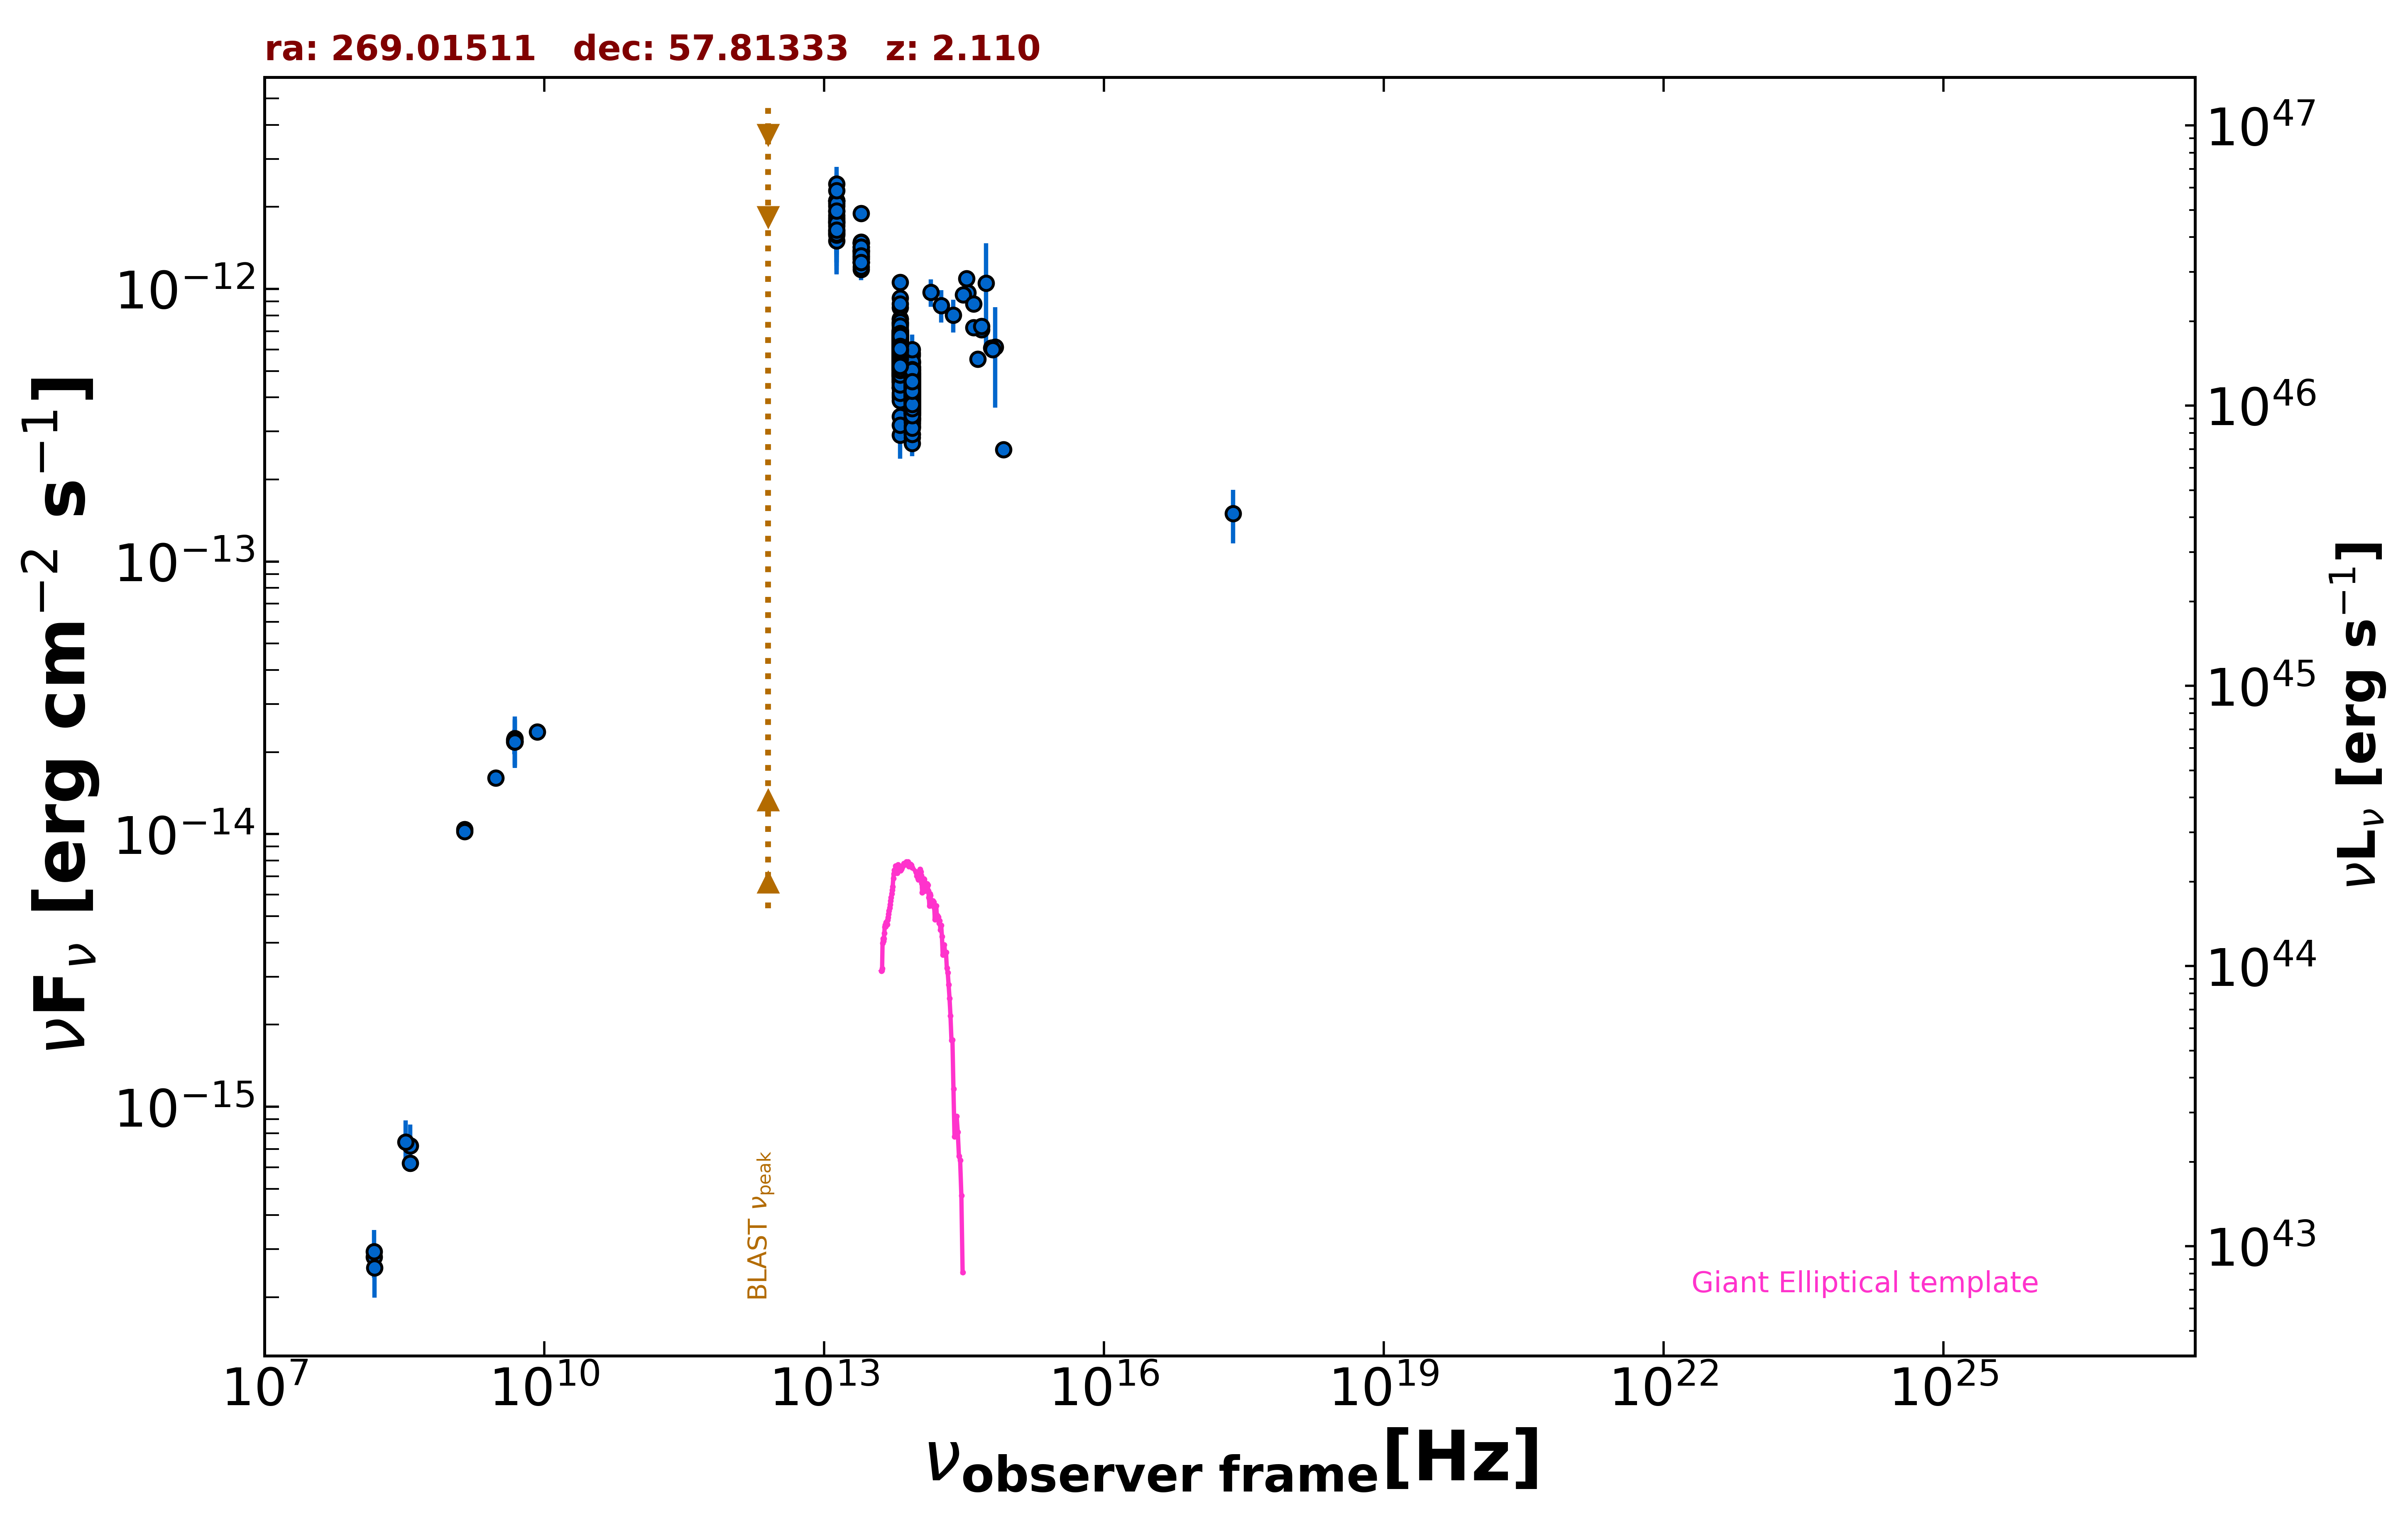 ra: 269.01511   dec: 57.81333   z: 2.110
νFν [erg cm⁻² s⁻¹]
10⁻¹²
10⁻¹³
10⁻¹⁴
10⁻¹⁵
10⁴⁷
10⁴⁶
10⁴⁵
10⁴⁴
10⁴³
νLν [erg s⁻¹]
BLAST νpeak
Giant Elliptical template
10⁷ 10¹⁰ 10¹³ 10¹⁶ 10¹⁹ 10²² 10²⁵
νobserver frame[Hz]